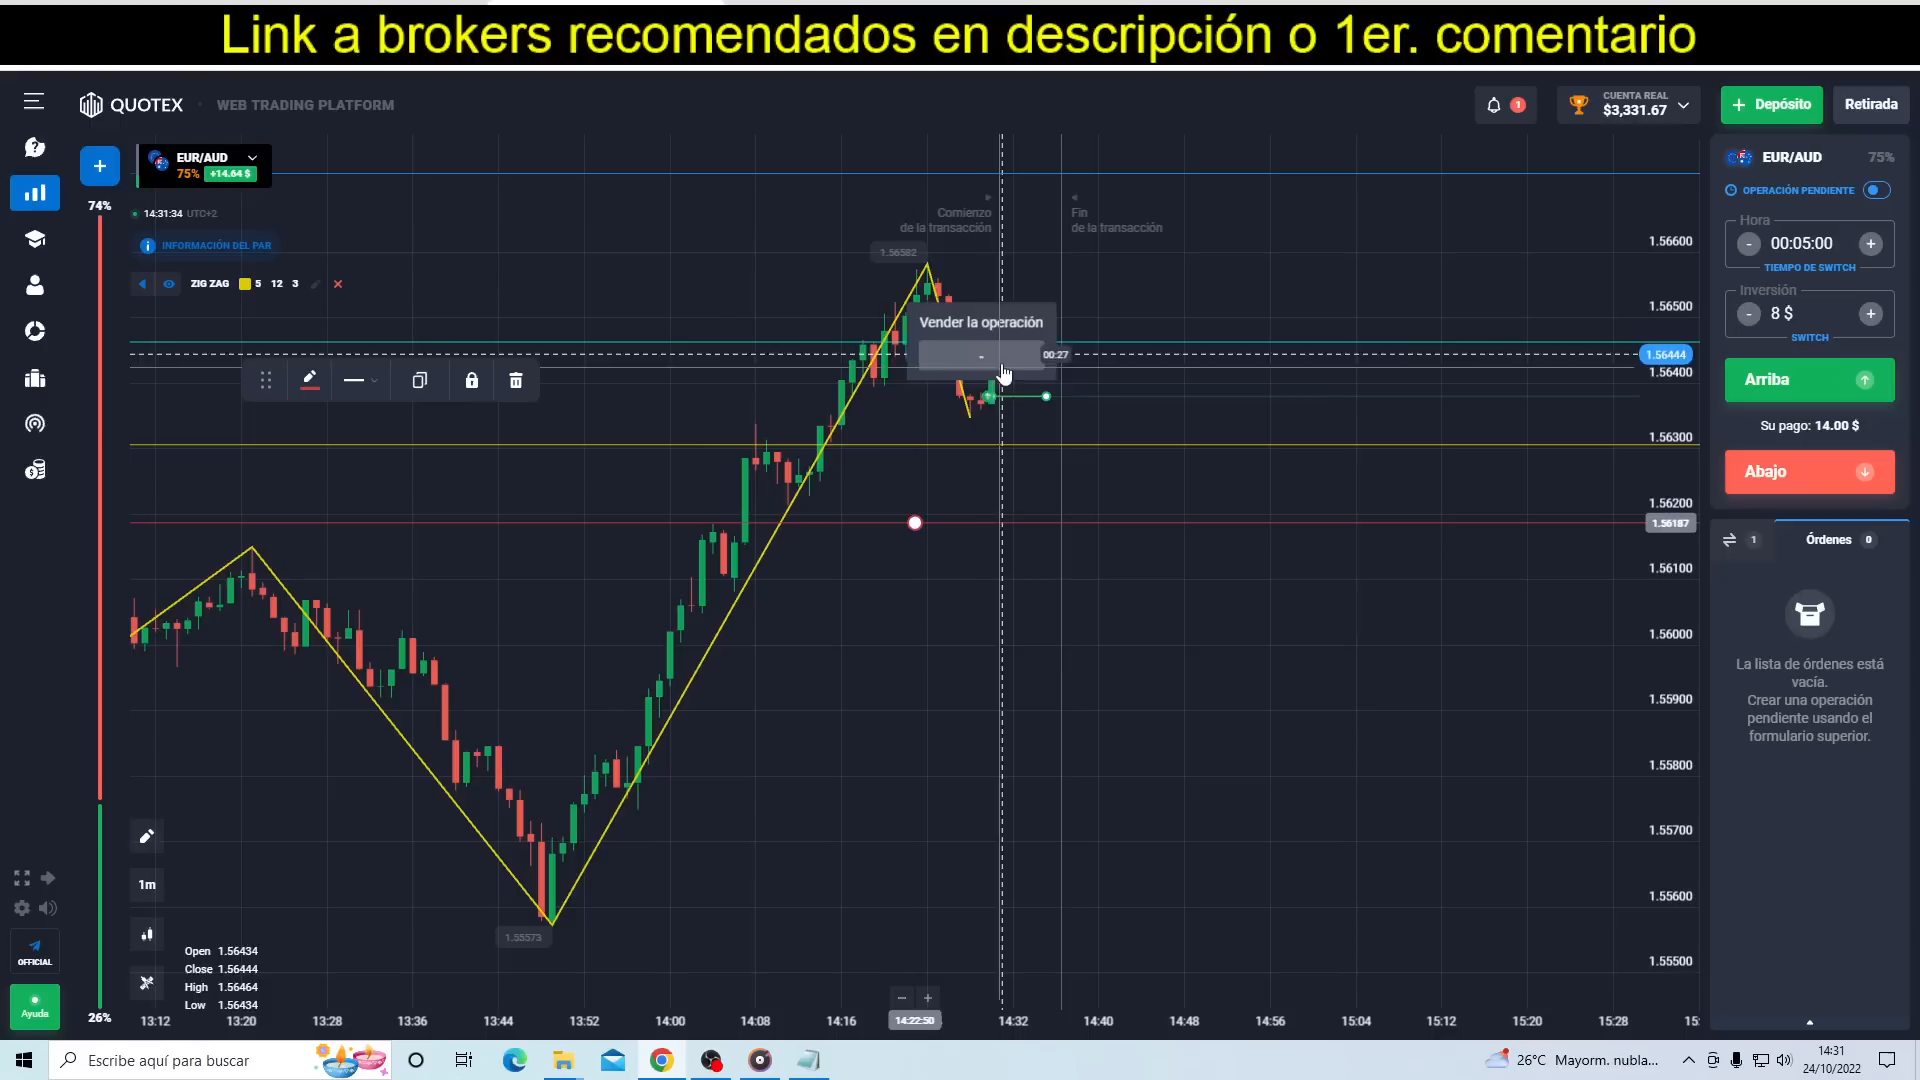 Link a brokers recomendados en descripción o 1er. comentario
QUOTEX
WEB TRADING PLATFORM
1
CUENTA REAL
$3,331.67
Depósito
Retirada
EUR/AUD
75% +14.64 $
74%
14:31:34 UTC+2
INFORMACIÓN DEL PAR
ZIG ZAG 5 12 3
Comienzo
de la transacción
Fin
de la transacción
1.56582
Vender la operación
-
00:27
1.56600
1.56500
1.56444
1.56400
1.56300
1.56200
1.56187
1.56100
1.56000
1.55900
1.55800
1.55700
1.55600
1.55500
EUR/AUD 75%
OPERACIÓN PENDIENTE
Hora
- 00:05:00 +
TIEMPO DE SWITCH
Inversión
- 8 $ +
SWITCH
Arriba
Su pago: 14.00 $
Abajo
1
Órdenes 0
La lista de órdenes está
vacía.
Crear una operación
pendiente usando el
formulario superior.
1m
1.55573
Open 1.56434
Close 1.56444
High 1.56464
Low 1.56434
OFFICIAL
Ayuda
26%
- +
13:12 13:20 13:28 13:36 13:44 13:52 14:00 14:08 14:16 14:22:50 14:32 14:40 14:48 14:56 15:04 15:12 15:20 15:28 15:
Escribe aquí para buscar
26°C Mayorm. nubla...
14:31
24/10/2022